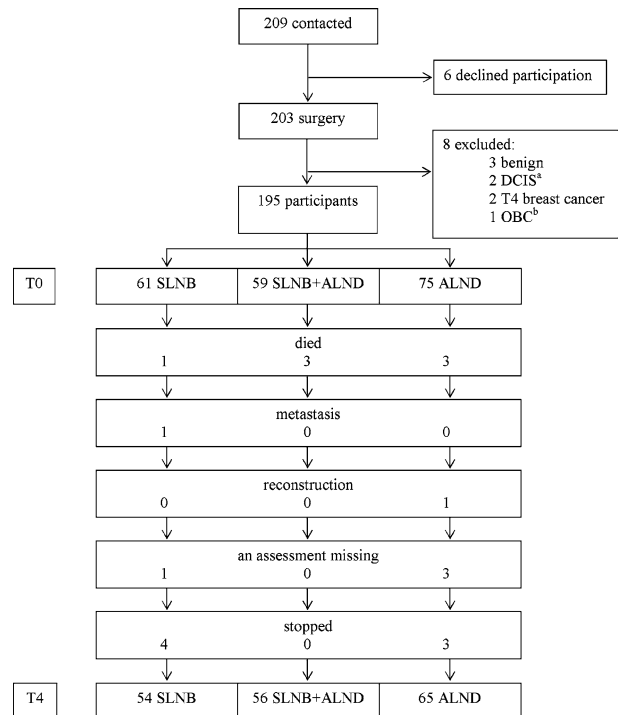 209 contacted
6 declined participation
203 surgery
8 excluded:
3 benign
2 DCISᵃ
2 T4 breast cancer
1 OBCᵇ
195 participants
T0
61 SLNB
59 SLNB+ALND
75 ALND
died
1 3 3
metastasis
1 0 0
reconstruction
0 0 1
an assessment missing
1 0 3
stopped
4 0 3
T4
54 SLNB
56 SLNB+ALND
65 ALND